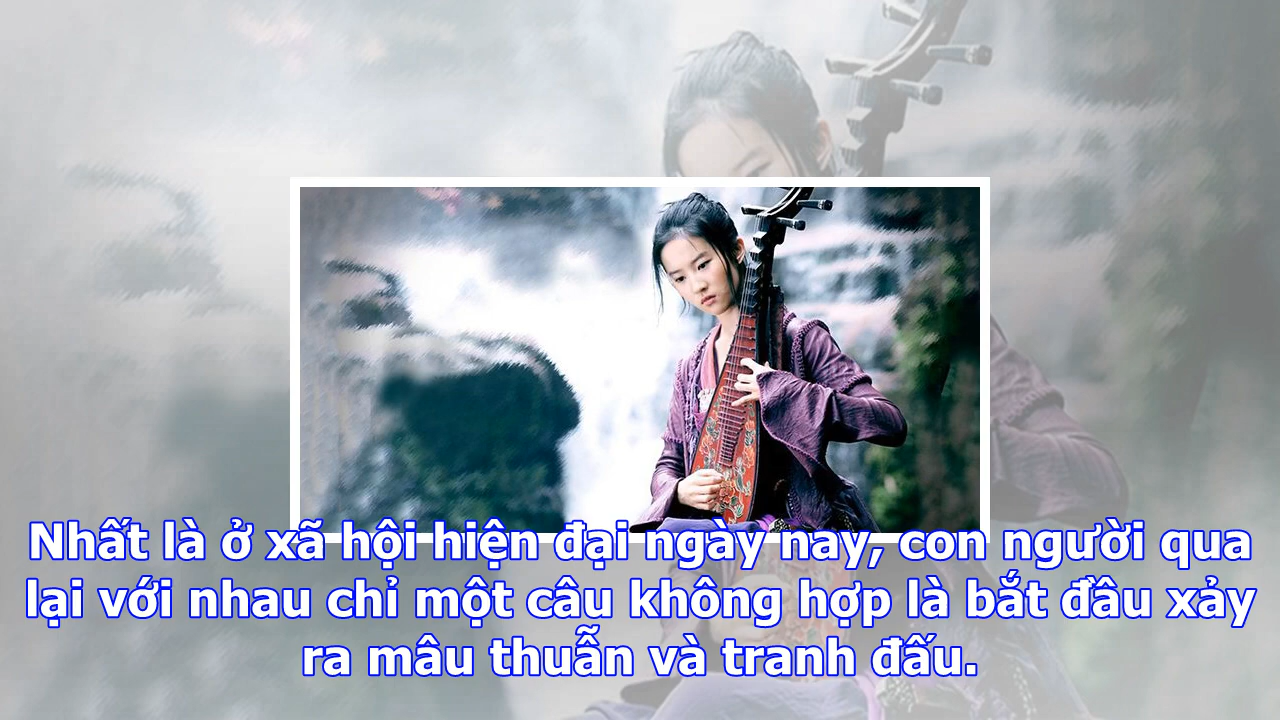 Nhất là ở xã hội hiện đại ngày nay, con người qua
lại với nhau chỉ một câu không hợp là bắt đầu xảy
ra mâu thuẫn và tranh đấu.